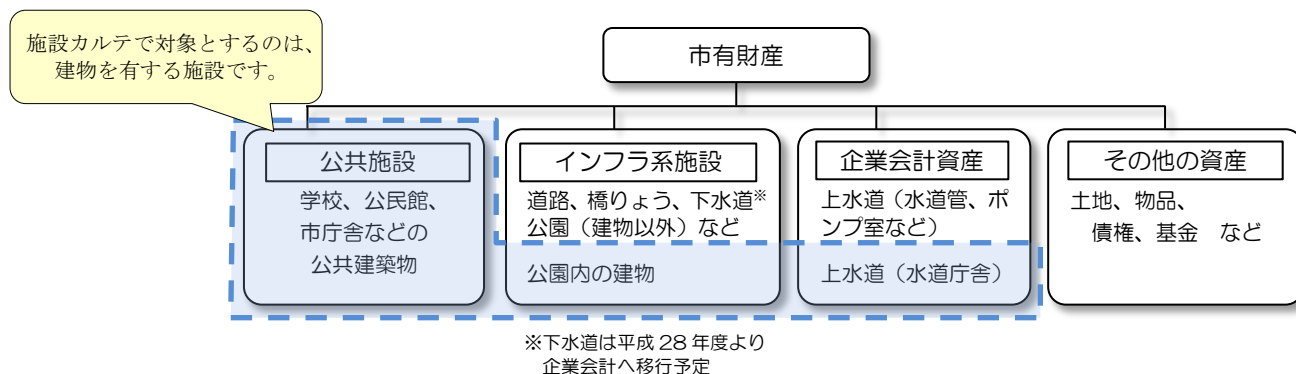 施設カルテで対象とするのは、
建物を有する施設です。
市有財産
公共施設
学校、公民館、
市庁舎などの
公共建築物
インフラ系施設
道路、橋りょう、下水道※
公園（建物以外）など
公園内の建物
企業会計資産
上水道（水道管、ポ
ンプ室など）
上水道（水道庁舎）
その他の資産
土地、物品、
債権、基金　など
※下水道は平成 28 年度より
企業会計へ移行予定